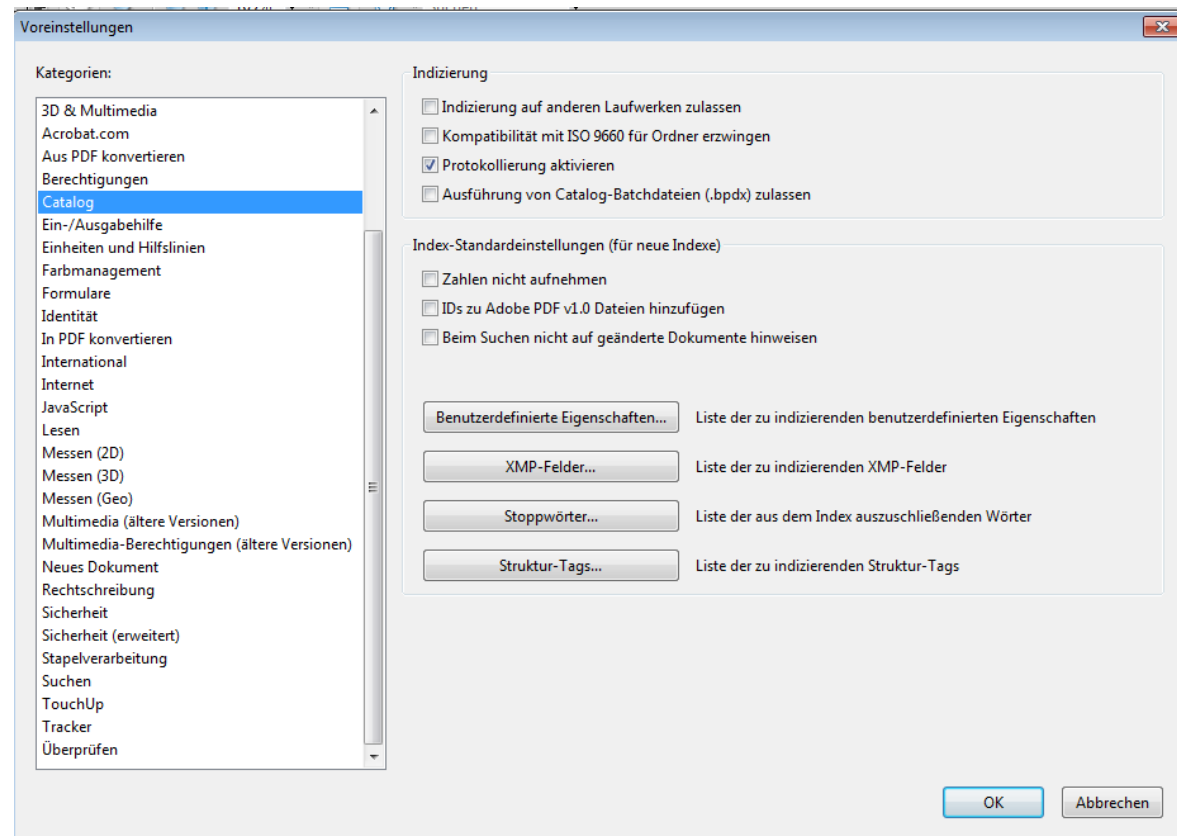 Voreinstellungen
Kategorien:
3D & Multimedia
Acrobat.com
Aus PDF konvertieren
Berechtigungen
Catalog
Ein-/Ausgabehilfe
Einheiten und Hilfslinien
Farbmanagement
Formulare
Identität
In PDF konvertieren
International
Internet
JavaScript
Lesen
Messen (2D)
Messen (3D)
Messen (Geo)
Multimedia (ältere Versionen)
Multimedia-Berechtigungen (ältere Versionen)
Neues Dokument
Rechtschreibung
Sicherheit
Sicherheit (erweitert)
Stapelverarbeitung
Suchen
TouchUp
Tracker
Überprüfen
Indizierung
Indizierung auf anderen Laufwerken zulassen
Kompatibilität mit ISO 9660 für Ordner erzwingen
Protokollierung aktivieren
Ausführung von Catalog-Batchdateien (.bpdx) zulassen
Index-Standardeinstellungen (für neue Indexe)
Zahlen nicht aufnehmen
IDs zu Adobe PDF v1.0 Dateien hinzufügen
Beim Suchen nicht auf geänderte Dokumente hinweisen
Benutzerdefinierte Eigenschaften... Liste der zu indizierenden benutzerdefinierten Eigenschaften
XMP-Felder... Liste der zu indizierenden XMP-Felder
Stoppwörter... Liste der aus dem Index auszuschließenden Wörter
Struktur-Tags... Liste der zu indizierenden Struktur-Tags
OK Abbrechen